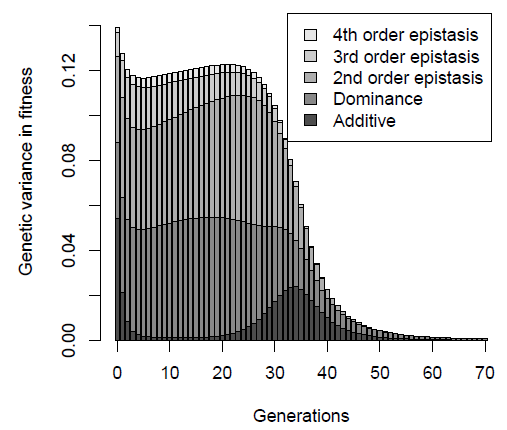 4th order epistasis
3rd order epistasis
2nd order epistasis
Dominance
Additive
Genetic variance in fitness
0.12
0.08
0.04
0.00
0 10 20 30 40 50 60 70
Generations